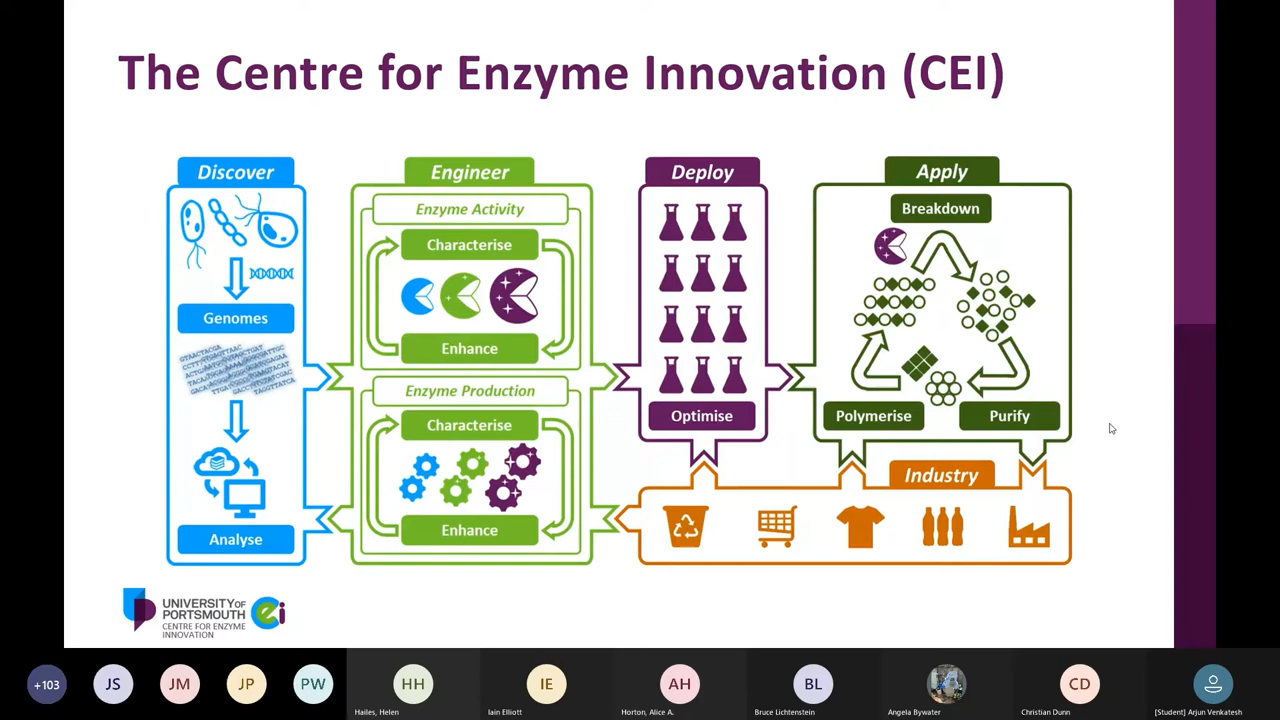 The Centre for Enzyme Innovation (CEI)
Discover
Genomes
Analyse
Engineer
Enzyme Activity
Characterise
Enhance
Enzyme Production
Characterise
Enhance
Deploy
Optimise
Apply
Breakdown
Polymerise
Purify
Industry
UNIVERSITY OF
PORTSMOUTH
CENTRE FOR ENZYME
INNOVATION
cei
+103
JS
JM
JP
PW
HH
Hailes, Helen
IE
Iain Elliott
AH
Horton, Alice A.
BL
Bruce Lichtenstein
Angela Bywater
CD
Christian Dunn
[Student] Arjun Venkatesh